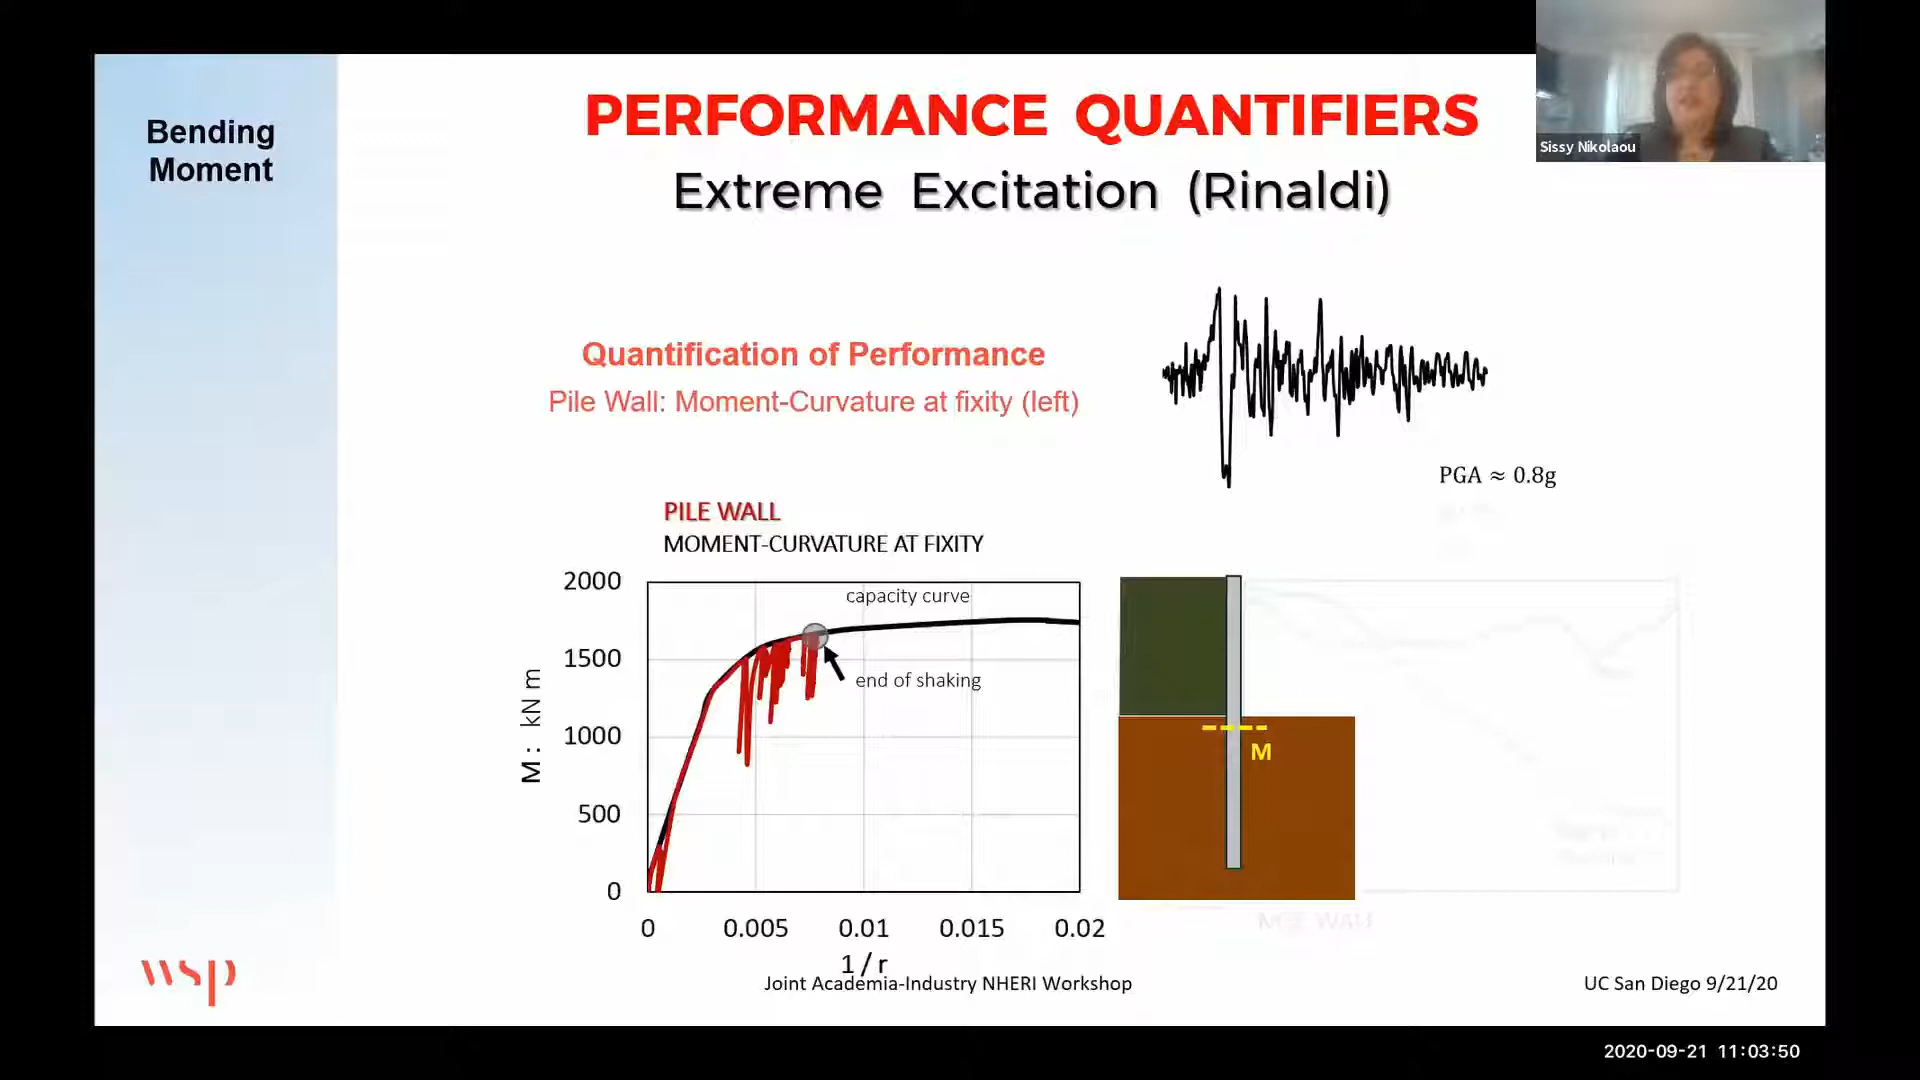 Bending
Moment
PERFORMANCE QUANTIFIERS
Extreme Excitation (Rinaldi)
Sissy Nikolaou
Quantification of Performance
Pile Wall: Moment-Curvature at fixity (left)
PGA ≈ 0.8g
PILE WALL
MOMENT-CURVATURE AT FIXITY
2000
1500
1000
500
0
M : kN m
capacity curve
end of shaking
0 0.005 0.01 0.015 0.02
1 / r
M
wsp
Joint Academia-Industry NHERI Workshop
UC San Diego 9/21/20
2020-09-21 11:03:50